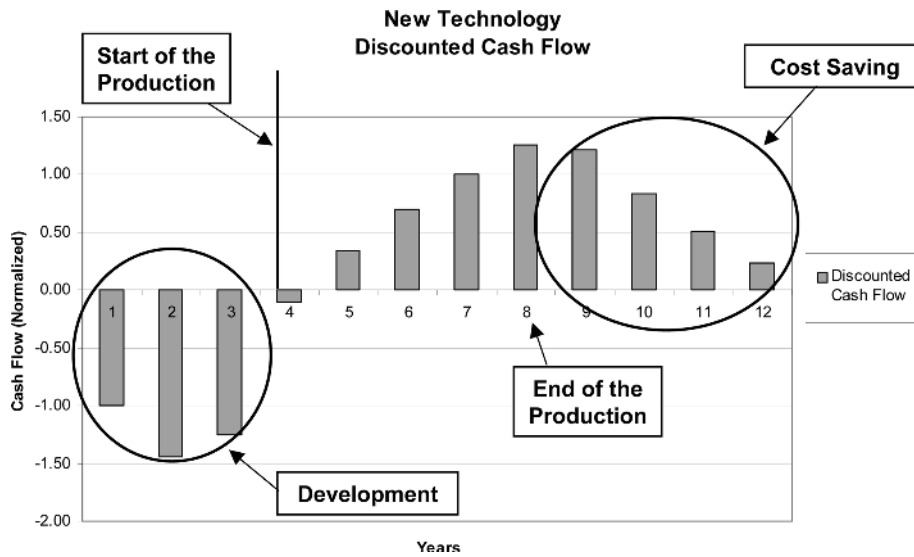 New Technology
Discounted Cash Flow
Start of the
Production
Cost Saving
1.50
1.00
0.50
0.00
-0.50
-1.00
-1.50
-2.00
Cash Flow (Normalized)
1 2 3 4 5 6 7 8 9 10 11 12
Discounted
Cash Flow
End of the
Production
Development
Years